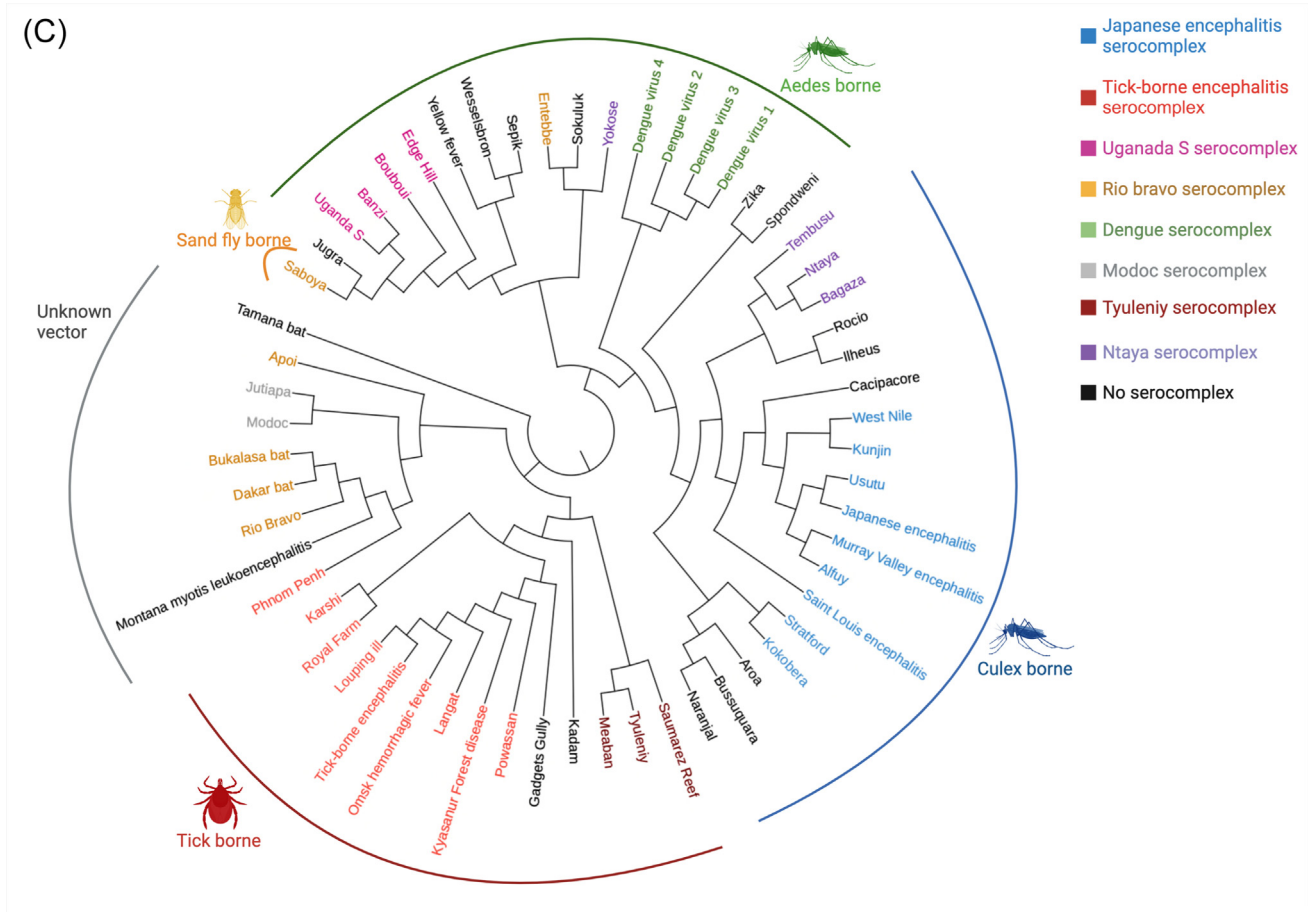 (C)
Aedes borne
Sand fly borne
Unknown
vector
Tick borne
Culex borne
Saboya
Jugra
Uganda S
Banzi
Bouboui
Edge Hill
Yellow fever
Wesselsbron
Sepik
Entebbe
Sokuluk
Yokose
Dengue virus 4
Dengue virus 2
Dengue virus 3
Dengue virus 1
Zika
Spondweni
Tembusu
Ntaya
Bagaza
Rocio
Ilheus
Cacipacore
West Nile
Kunjin
Usutu
Japanese encephalitis
Murray Valley encephalitis
Alfuy
Saint Louis encephalitis
Stratford
Kokobera
Aroa
Bussuquara
Naranjal
Saumarez Reef
Tyuleniy
Meaban
Kadam
Gadgets Gully
Powassan
Kyasanur Forest disease
Langat
Omsk hemorrhagic fever
Tick-borne encephalitis
Louping ill
Royal Farm
Karshi
Phnom Penh
Montana myotis leukoencephalitis
Rio Bravo
Dakar bat
Bukalasa bat
Modoc
Jutiapa
Apoi
Tamana bat
Japanese encephalitis
serocomplex
Tick-borne encephalitis
serocomplex
Uganada S serocomplex
Rio bravo serocomplex
Dengue serocomplex
Modoc serocomplex
Tyuleniy serocomplex
Ntaya serocomplex
No serocomplex